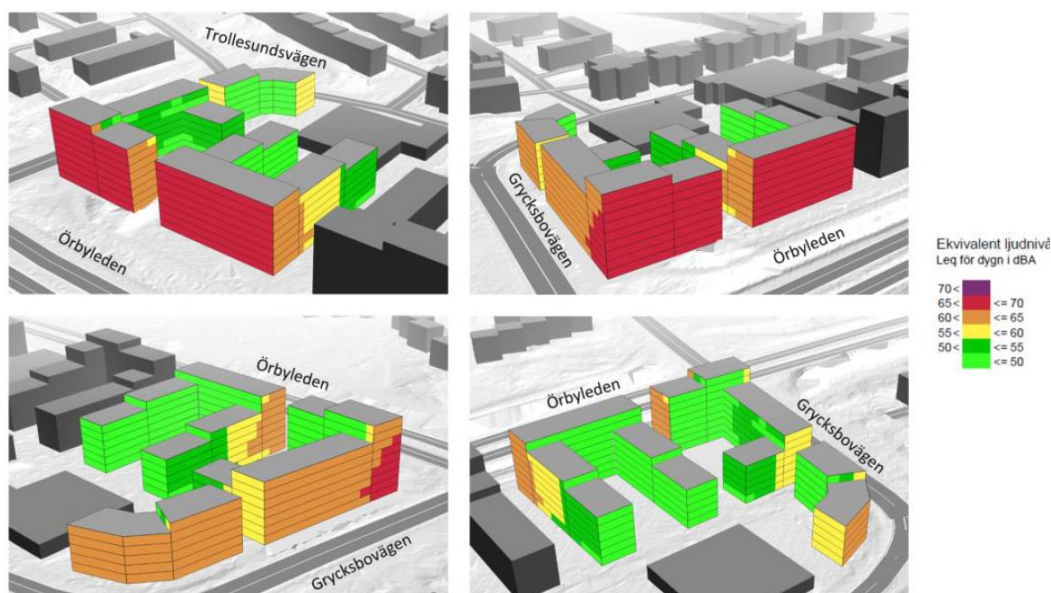 Trollesundsvägen
Örbyleden
Grycksbovägen
Örbyleden
Örbyleden
Grycksbovägen
Örbyleden
Grycksbovägen
Ekvivalent ljudnivå
Leq för dygn i dBA
70<
65< <= 70
60< <= 65
55< <= 60
50< <= 55
<= 50